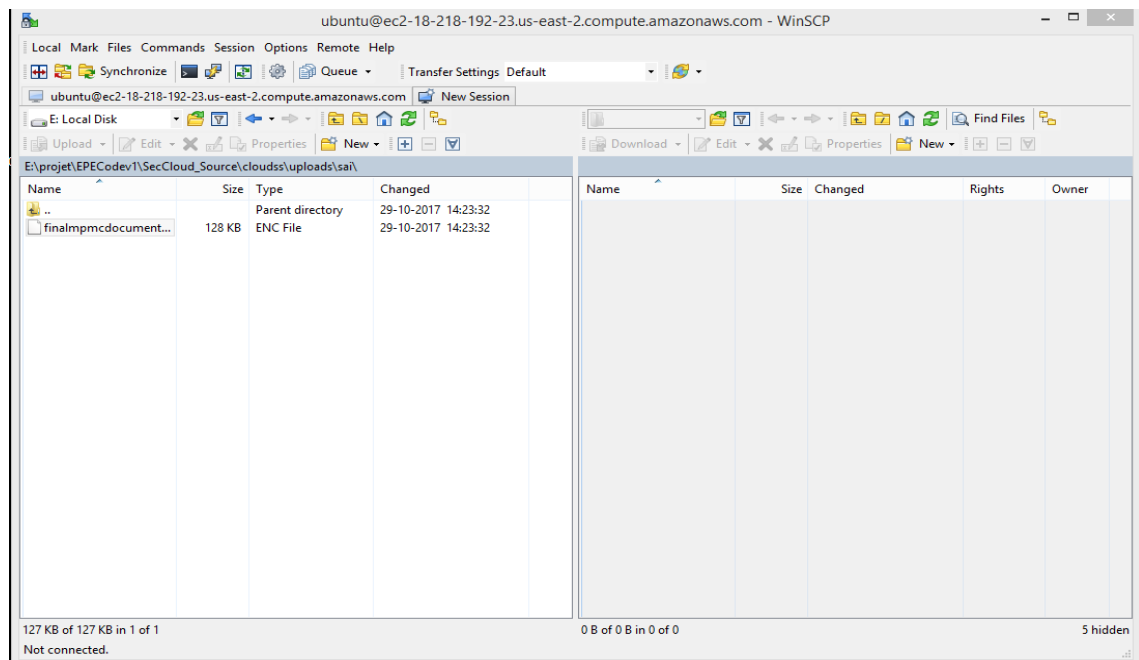 ubuntu@ec2-18-218-192-23.us-east-2.compute.amazonaws.com - WinSCP
Local Mark Files Commands Session Options Remote Help
Synchronize Queue Transfer Settings Default
ubuntu@ec2-18-218-192-23.us-east-2.compute.amazonaws.com New Session
E: Local Disk Find Files
Upload Edit Properties New Download Edit Properties New
E:\projet\EPECodev1\SecCloud_Source\cloudss\uploads\sai\
Name Size Type Changed Name Size Changed Rights Owner
.. Parent directory 29-10-2017 14:23:32
finalmpmcdocument... 128 KB ENC File 29-10-2017 14:23:32
127 KB of 127 KB in 1 of 1 0 B of 0 B in 0 of 0 5 hidden
Not connected.